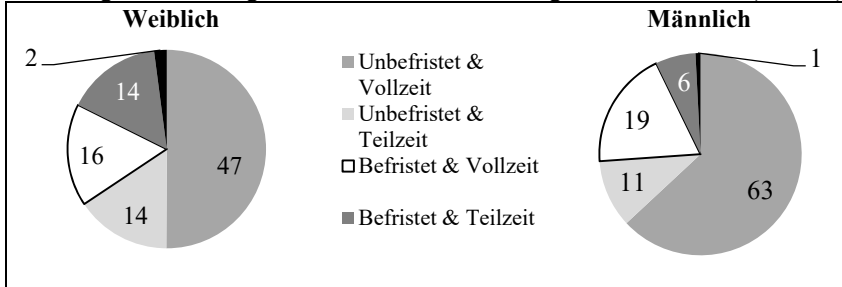 Weiblich
Männlich
2
14
16
14
47
Unbefristet &
Vollzeit
Unbefristet &
Teilzeit
Befristet & Vollzeit
Befristet & Teilzeit
1
6
19
11
63